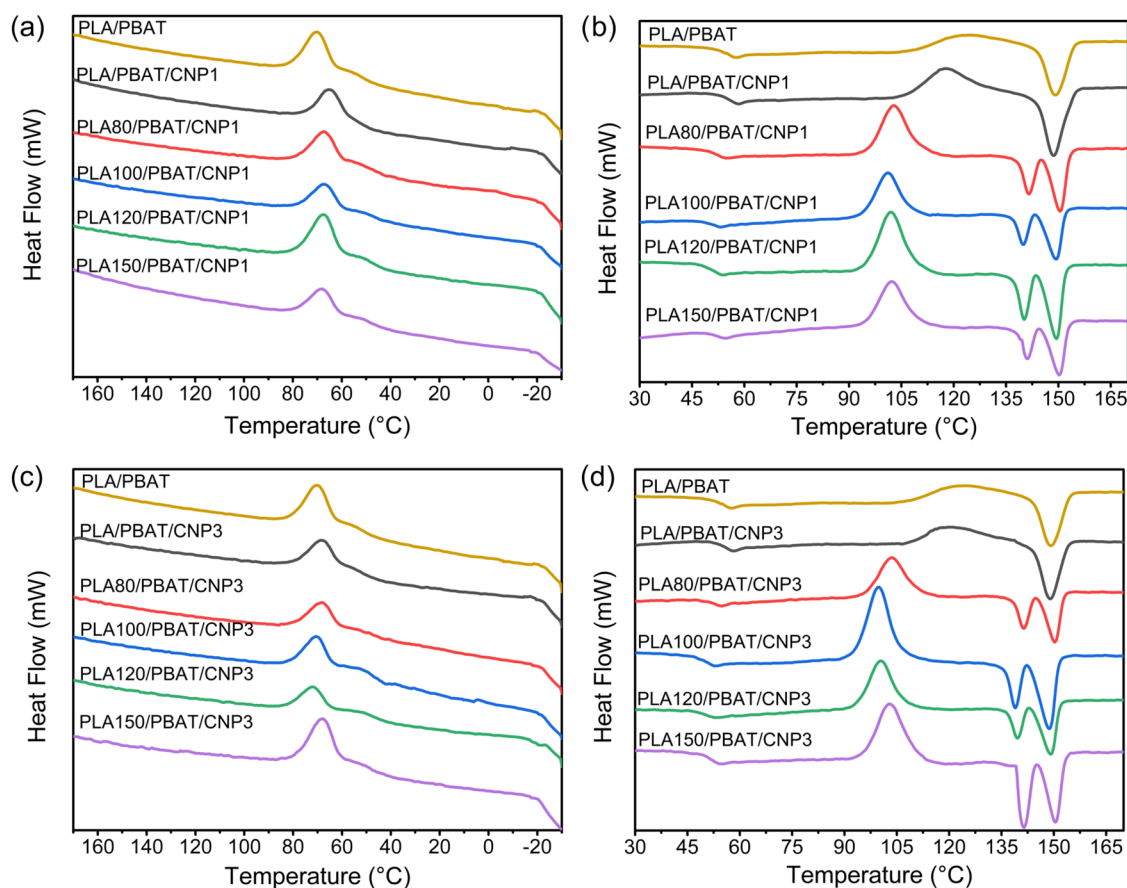 (a)
PLA/PBAT
PLA/PBAT/CNP1
PLA80/PBAT/CNP1
PLA100/PBAT/CNP1
PLA120/PBAT/CNP1
PLA150/PBAT/CNP1
Heat Flow (mW)
160 140 120 100 80 60 40 20 0 -20
Temperature (°C)
(b)
PLA/PBAT
PLA/PBAT/CNP1
PLA80/PBAT/CNP1
PLA100/PBAT/CNP1
PLA120/PBAT/CNP1
PLA150/PBAT/CNP1
Heat Flow (mW)
30 45 60 75 90 105 120 135 150 165
Temperature (°C)
(c)
PLA/PBAT
PLA/PBAT/CNP3
PLA80/PBAT/CNP3
PLA100/PBAT/CNP3
PLA120/PBAT/CNP3
PLA150/PBAT/CNP3
Heat Flow (mW)
160 140 120 100 80 60 40 20 0 -20
Temperature (°C)
(d)
PLA/PBAT
PLA/PBAT/CNP3
PLA80/PBAT/CNP3
PLA100/PBAT/CNP3
PLA120/PBAT/CNP3
PLA150/PBAT/CNP3
Heat Flow (mW)
30 45 60 75 90 105 120 135 150 165
Temperature (°C)